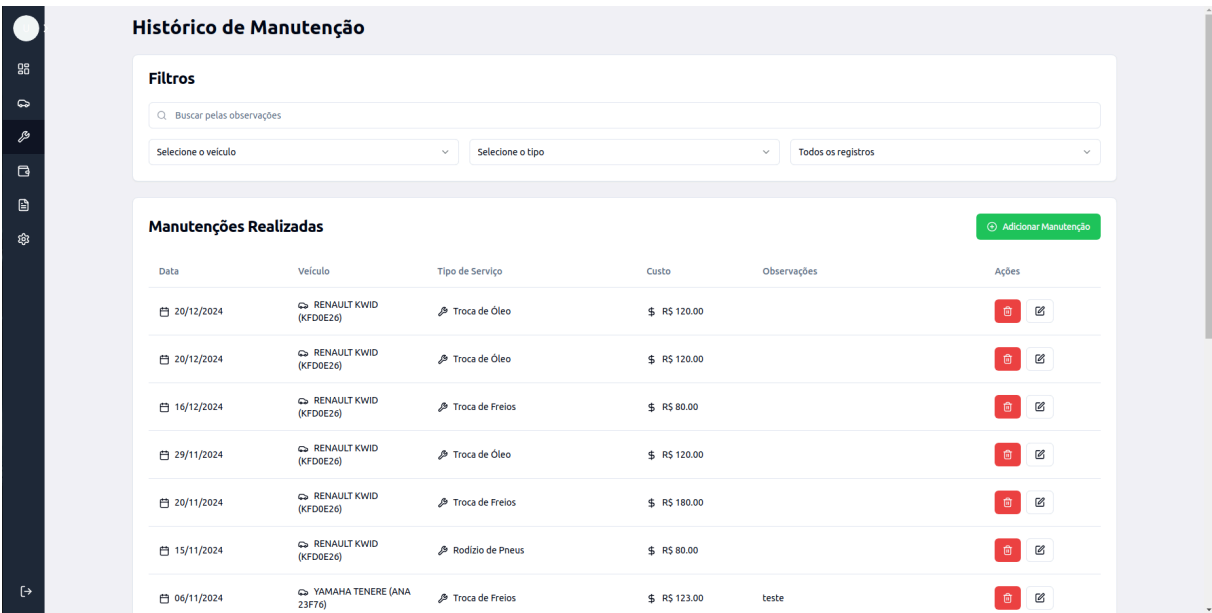 Histórico de Manutenção
Filtros
Buscar pelas observações
Selecione o veículo
Selecione o tipo
Todos os registros
Manutenções Realizadas
Adicionar Manutenção
Data Veículo Tipo de Serviço Custo Observações Ações
20/12/2024 RENAULT KWID (KFD0E26) Troca de Óleo $ R$ 120.00
20/12/2024 RENAULT KWID (KFD0E26) Troca de Óleo $ R$ 120.00
16/12/2024 RENAULT KWID (KFD0E26) Troca de Freios $ R$ 80.00
29/11/2024 RENAULT KWID (KFD0E26) Troca de Óleo $ R$ 120.00
20/11/2024 RENAULT KWID (KFD0E26) Troca de Freios $ R$ 180.00
15/11/2024 RENAULT KWID (KFD0E26) Rodízio de Pneus $ R$ 80.00
06/11/2024 YAMAHA TENERE (ANA 23F76) Troca de Freios $ R$ 123.00 teste